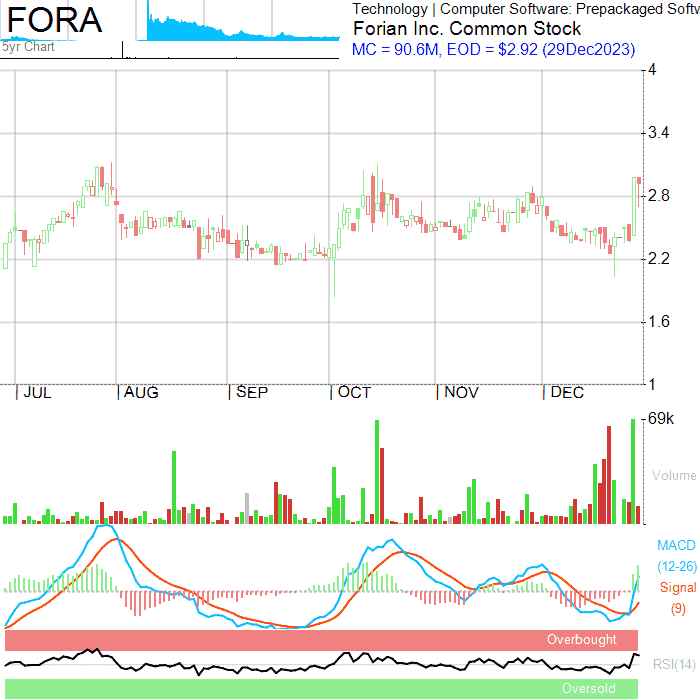 FORA
5yr Chart
Technology | Computer Software: Prepackaged Softw
Forian Inc. Common Stock
MC = 90.6M, EOD = $2.92 (29Dec2023)
4
3.4
2.8
2.2
1.6
1
| JUL | AUG | SEP | OCT | NOV | DEC
69k
Volume
MACD
(12-26)
Signal
(9)
Overbought
RSI(14)
Oversold